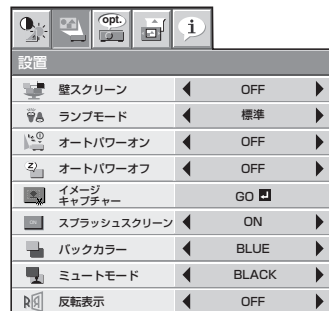 opt.
i
設置
壁スクリーン OFF
ランプモード 標準
オートパワーオン OFF
オートパワーオフ OFF
イメージ
キャプチャー GO
スプラッシュスクリーン ON
バックカラー BLUE
ミュートモード BLACK
反転表示 OFF